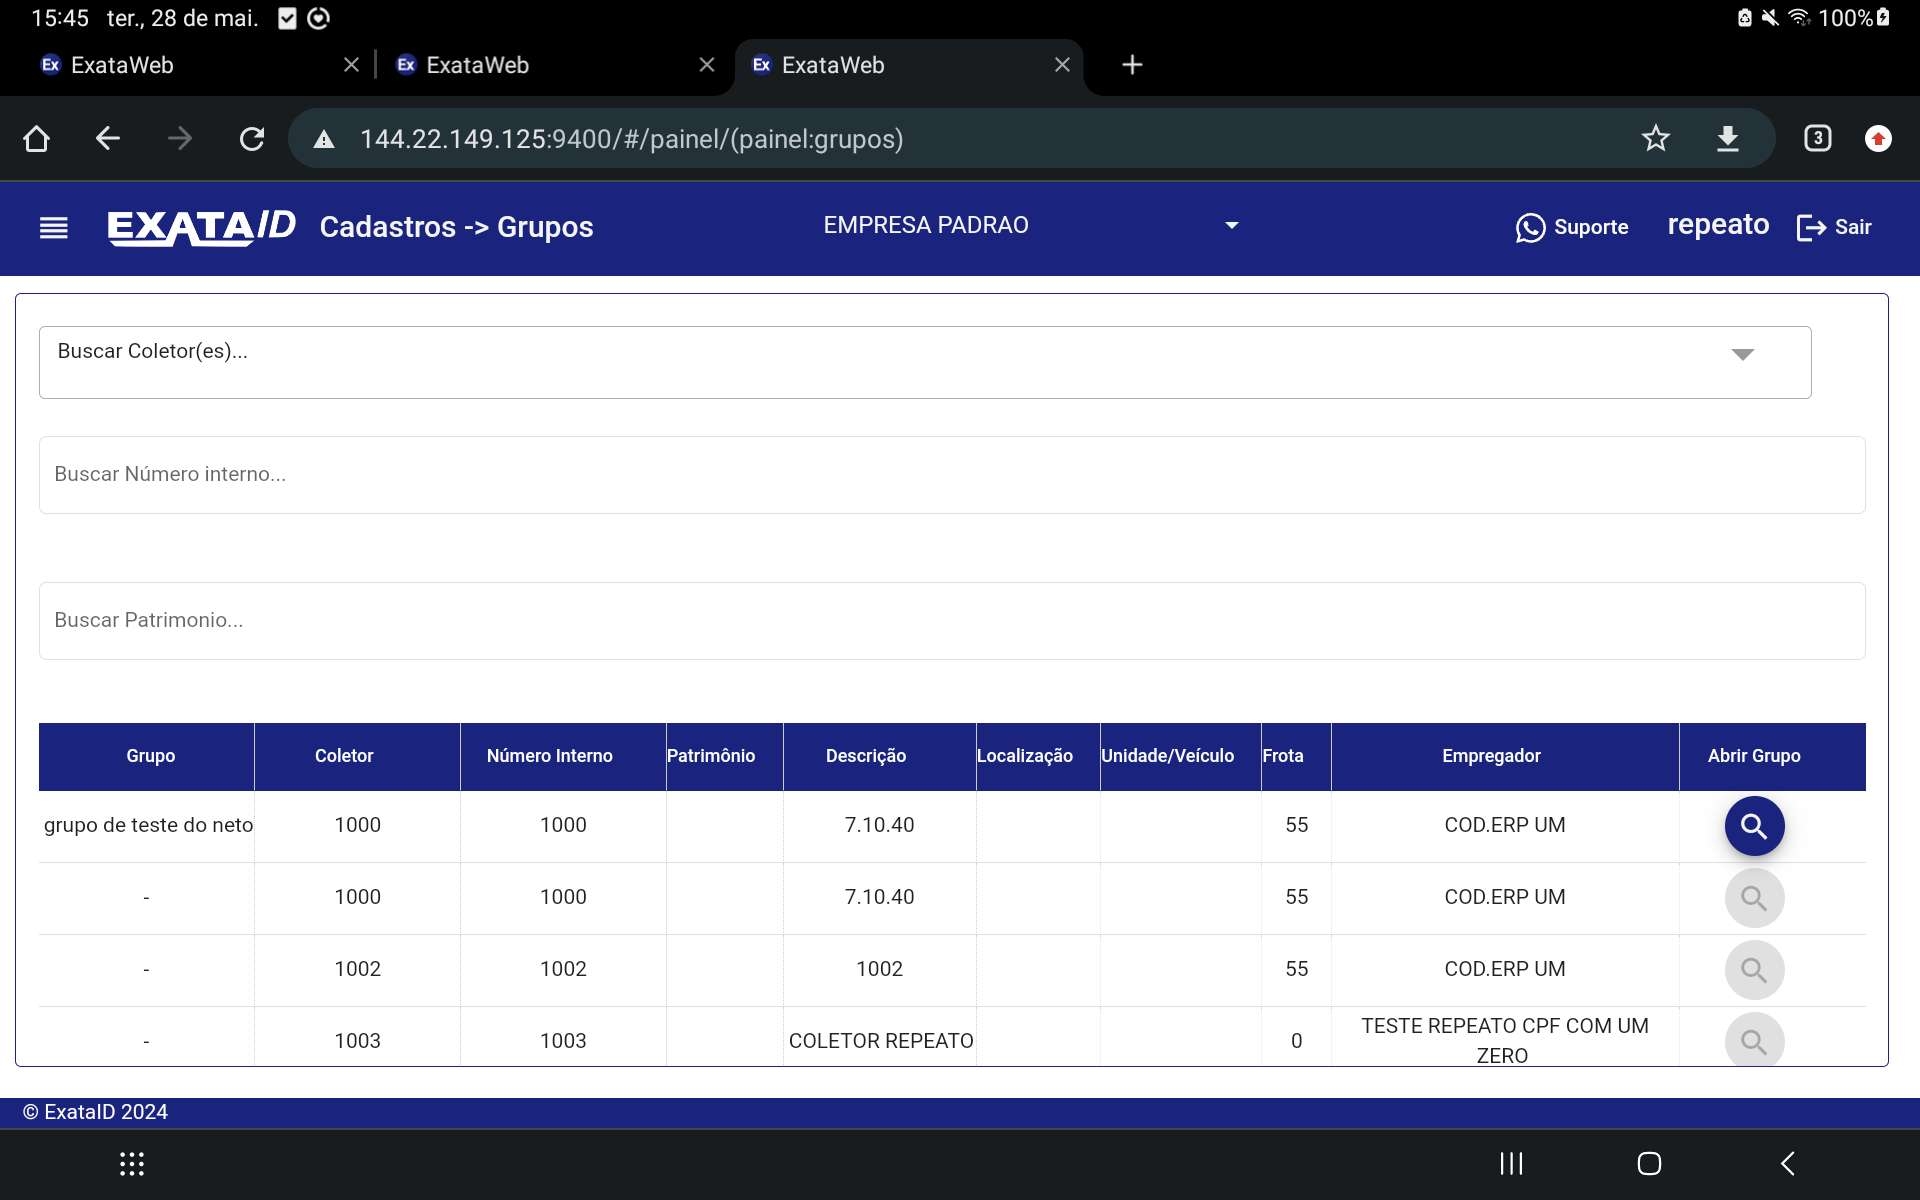 15:45 ter., 28 de mai. 100%
Ex ExataWeb Ex ExataWeb Ex ExataWeb
144.22.149.125:9400/#/painel/(painel:grupos) 3
EXATA/ID Cadastros -> Grupos EMPRESA PADRAO Suporte repeato Sair
Buscar Coletor(es)...
Buscar Número interno...
Buscar Patrimonio...
Grupo Coletor Número Interno Patrimônio Descrição Localização Unidade/Veículo Frota Empregador Abrir Grupo
grupo de teste do neto 1000 1000 7.10.40 55 COD.ERP UM
- 1000 1000 7.10.40 55 COD.ERP UM
- 1002 1002 1002 55 COD.ERP UM
- 1003 1003 COLETOR REPEATO 0 TESTE REPEATO CPF COM UM
ZERO
© ExataID 2024